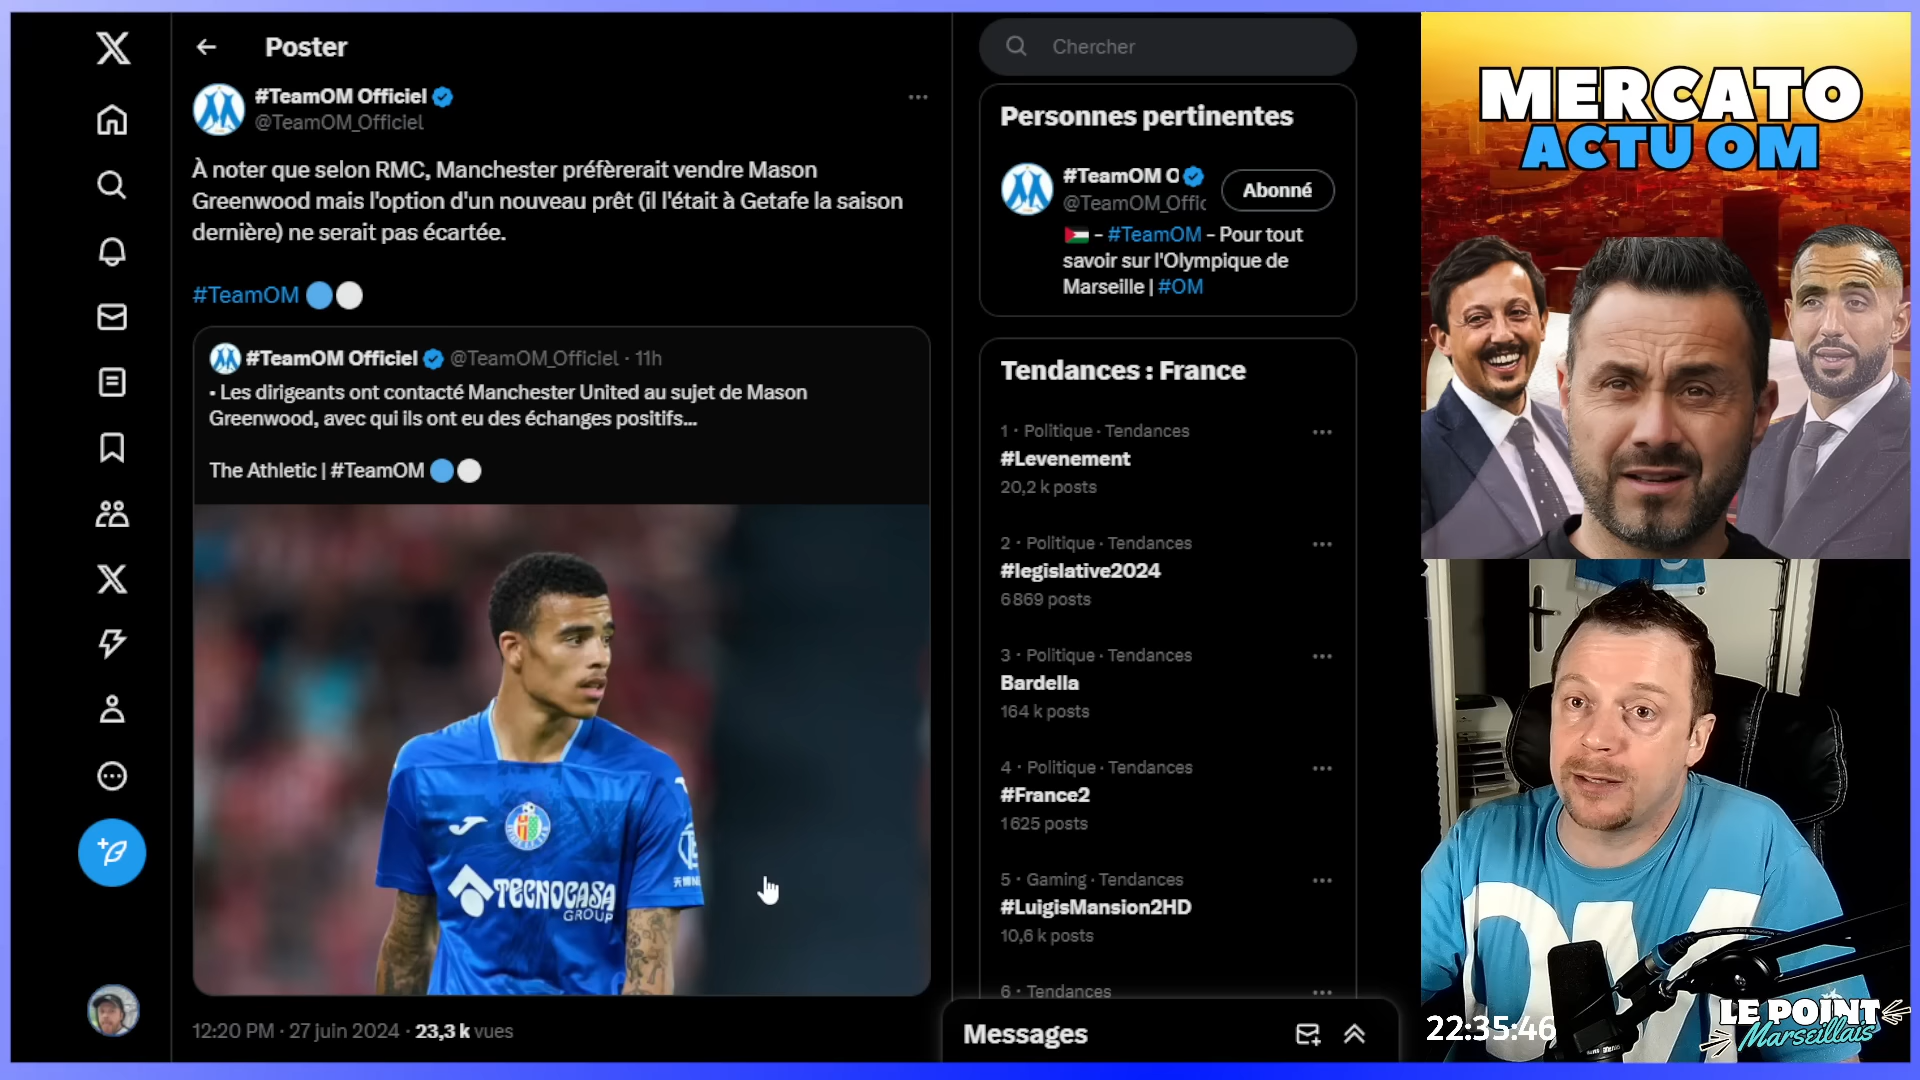 Poster
#TeamOM Officiel
@TeamOM_Officiel
À noter que selon RMC, Manchester préfèrerait vendre Mason
Greenwood mais l'option d'un nouveau prêt (il l'était à Getafe la saison
dernière) ne serait pas écartée.
#TeamOM
#TeamOM Officiel @TeamOM_Officiel · 11h
• Les dirigeants ont contacté Manchester United au sujet de Mason
Greenwood, avec qui ils ont eu des échanges positifs...
The Athletic | #TeamOM
TECNOCASA
GROUP
12:20 PM · 27 juin 2024 · 23,3 k vues
Chercher
Personnes pertinentes
#TeamOM O
@TeamOM_Offic
Abonné
– #TeamOM – Pour tout
savoir sur l'Olympique de
Marseille | #OM
Tendances : France
1 · Politique · Tendances
#Levenement
20,2 k posts
2 · Politique · Tendances
#legislative2024
6 869 posts
3 · Politique · Tendances
Bardella
164 k posts
4 · Politique · Tendances
#France2
1 625 posts
5 · Gaming · Tendances
#LuigisMansion2HD
10,6 k posts
6 · Tendances
Messages
MERCATO
ACTU OM
22:35:46
LE POINT
Marseillais